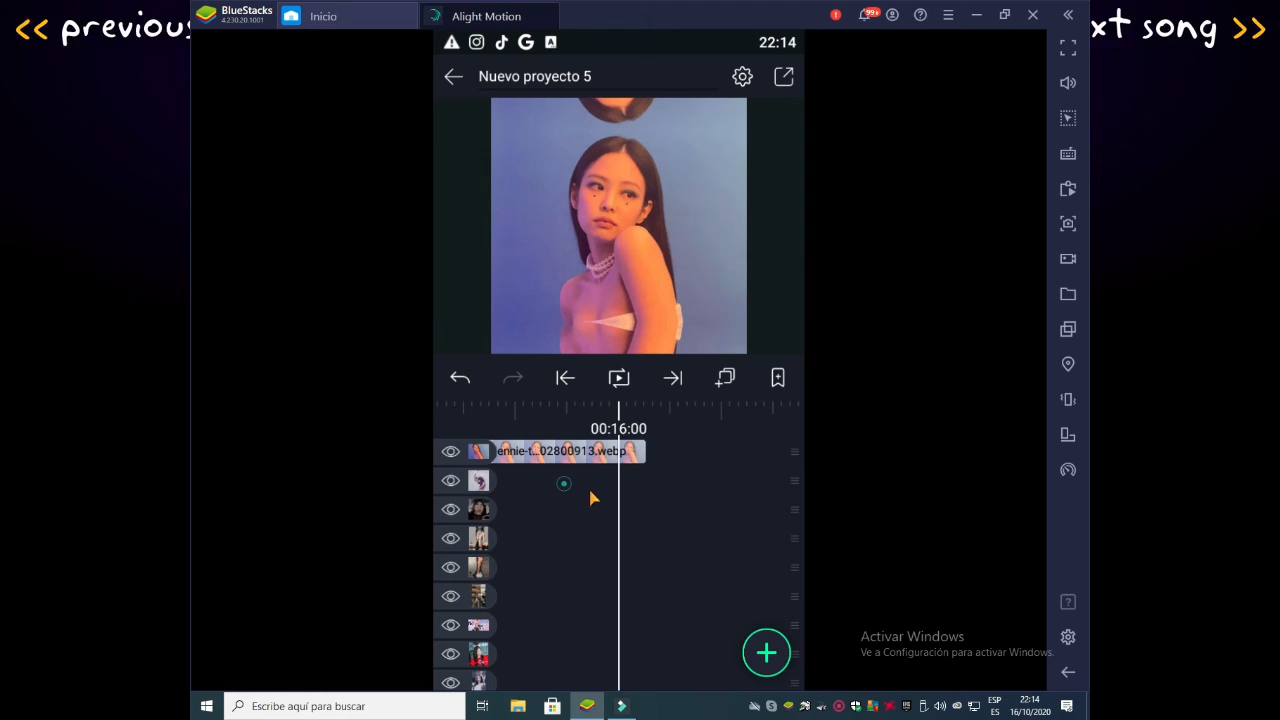 << previous
xt song >>
BlueStacks
4.230.20.1001
Inicio
Alight Motion
99+
22:14
Nuevo proyecto 5
00:16:00
ennie-t...02800913.webp
Activar Windows
Ve a Configuración para activar Windows.
Escribe aquí para buscar
ESP
ES
22:14
16/10/2020